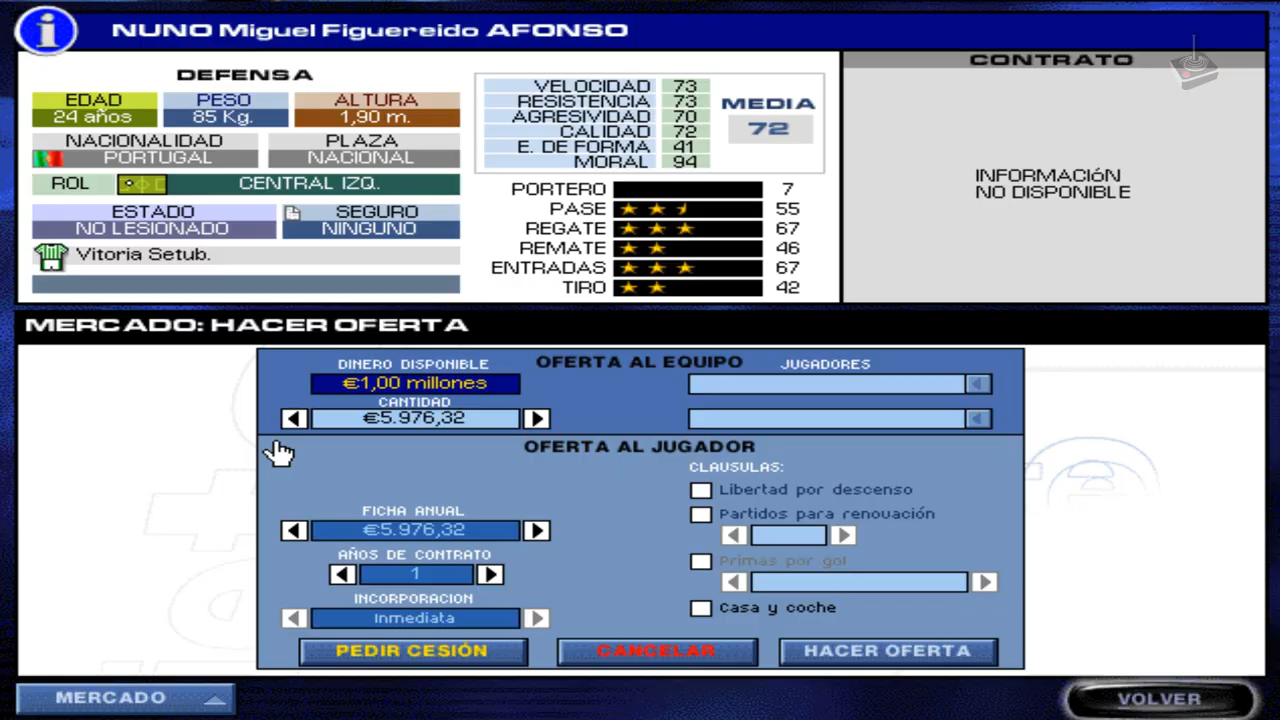 NUNO Miguel Figuereido AFONSO
DEFENSA
EDAD PESO ALTURA
24 años 85 Kg. 1,90 m.
NACIONALIDAD PLAZA
PORTUGAL NACIONAL
ROL CENTRAL IZQ.
ESTADO SEGURO
NO LESIONADO NINGUNO
Vitoria Setub.
VELOCIDAD 73
RESISTENCIA 73
AGRESIVIDAD 70
CALIDAD 72
E. DE FORMA 41
MORAL 94
MEDIA
72
PORTERO 7
PASE 55
REGATE 67
REMATE 46
ENTRADAS 67
TIRO 42
CONTRATO
INFORMACIóN
NO DISPONIBLE
MERCADO: HACER OFERTA
DINERO DISPONIBLE OFERTA AL EQUIPO JUGADORES
€1,00 millones
CANTIDAD
€5.976,32
OFERTA AL JUGADOR
CLAUSULAS:
Libertad por descenso
FICHA ANUAL Partidos para renovación
€5.976,32
AÑOS DE CONTRATO Primas por gol
1
INCORPORACION
Inmediata Casa y coche
PEDIR CESIÓN CANCELAR HACER OFERTA
MERCADO VOLVER